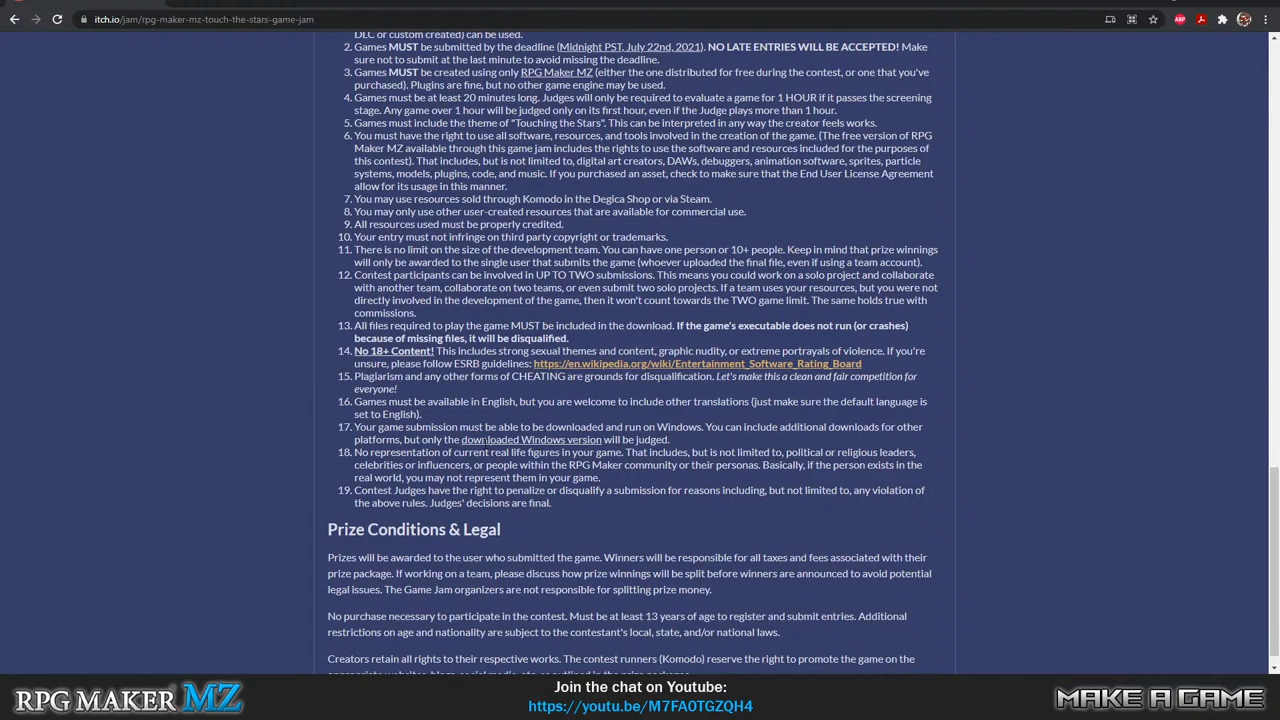 itch.io/jam/rpg-maker-mz-touch-the-stars-game-jam
DLC or custom created) can be used.
2. Games MUST be submitted by the deadline (Midnight PST, July 22nd, 2021). NO LATE ENTRIES WILL BE ACCEPTED! Make
sure not to submit at the last minute to avoid missing the deadline.
3. Games MUST be created using only RPG Maker MZ (either the one distributed for free during the contest, or one that you've
purchased). Plugins are fine, but no other game engine may be used.
4. Games must be at least 20 minutes long. Judges will only be required to evaluate a game for 1 HOUR if it passes the screening
stage. Any game over 1 hour will be judged only on its first hour, even if the Judge plays more than 1 hour.
5. Games must include the theme of "Touching the Stars". This can be interpreted in any way the creator feels works.
6. You must have the right to use all software, resources, and tools involved in the creation of the game. (The free version of RPG
Maker MZ available through this game jam includes the rights to use the software and resources included for the purposes of
this contest). That includes, but is not limited to, digital art creators, DAWs, debuggers, animation software, sprites, particle
systems, models, plugins, code, and music. If you purchased an asset, check to make sure that the End User License Agreement
allow for its usage in this manner.
7. You may use resources sold through Komodo in the Degica Shop or via Steam.
8. You may only use other user-created resources that are available for commercial use.
9. All resources used must be properly credited.
10. Your entry must not infringe on third party copyright or trademarks.
11. There is no limit on the size of the development team. You can have one person or 10+ people. Keep in mind that prize winnings
will only be awarded to the single user that submits the game (whoever uploaded the final file, even if using a team account).
12. Contest participants can be involved in UP TO TWO submissions. This means you could work on a solo project and collaborate
with another team, collaborate on two teams, or even submit two solo projects. If a team uses your resources, but you were not
directly involved in the development of the game, then it won't count towards the TWO game limit. The same holds true with
commissions.
13. All files required to play the game MUST be included in the download. If the game's executable does not run (or crashes)
because of missing files, it will be disqualified.
14. No 18+ Content! This includes strong sexual themes and content, graphic nudity, or extreme portrayals of violence. If you're
unsure, please follow ESRB guidelines: https://en.wikipedia.org/wiki/Entertainment_Software_Rating_Board
15. Plagiarism and any other forms of CHEATING are grounds for disqualification. Let's make this a clean and fair competition for
everyone!
16. Games must be available in English, but you are welcome to include other translations (just make sure the default language is
set to English).
17. Your game submission must be able to be downloaded and run on Windows. You can include additional downloads for other
platforms, but only the downloaded Windows version will be judged.
18. No representation of current real life figures in your game. That includes, but is not limited to, political or religious leaders,
celebrities or influencers, or people within the RPG Maker community or their personas. Basically, if the person exists in the
real world, you may not represent them in your game.
19. Contest Judges have the right to penalize or disqualify a submission for reasons including, but not limited to, any violation of
the above rules. Judges' decisions are final.
Prize Conditions & Legal
Prizes will be awarded to the user who submitted the game. Winners will be responsible for all taxes and fees associated with their
prize package. If working on a team, please discuss how prize winnings will be split before winners are announced to avoid potential
legal issues. The Game Jam organizers are not responsible for splitting prize money.
No purchase necessary to participate in the contest. Must be at least 13 years of age to register and submit entries. Additional
restrictions on age and nationality are subject to the contestant's local, state, and/or national laws.
Creators retain all rights to their respective works. The contest runners (Komodo) reserve the right to promote the game on the
RPG MAKER MZ
Join the chat on Youtube:
https://youtu.be/M7FA0TGZQH4
MAKE A GAME